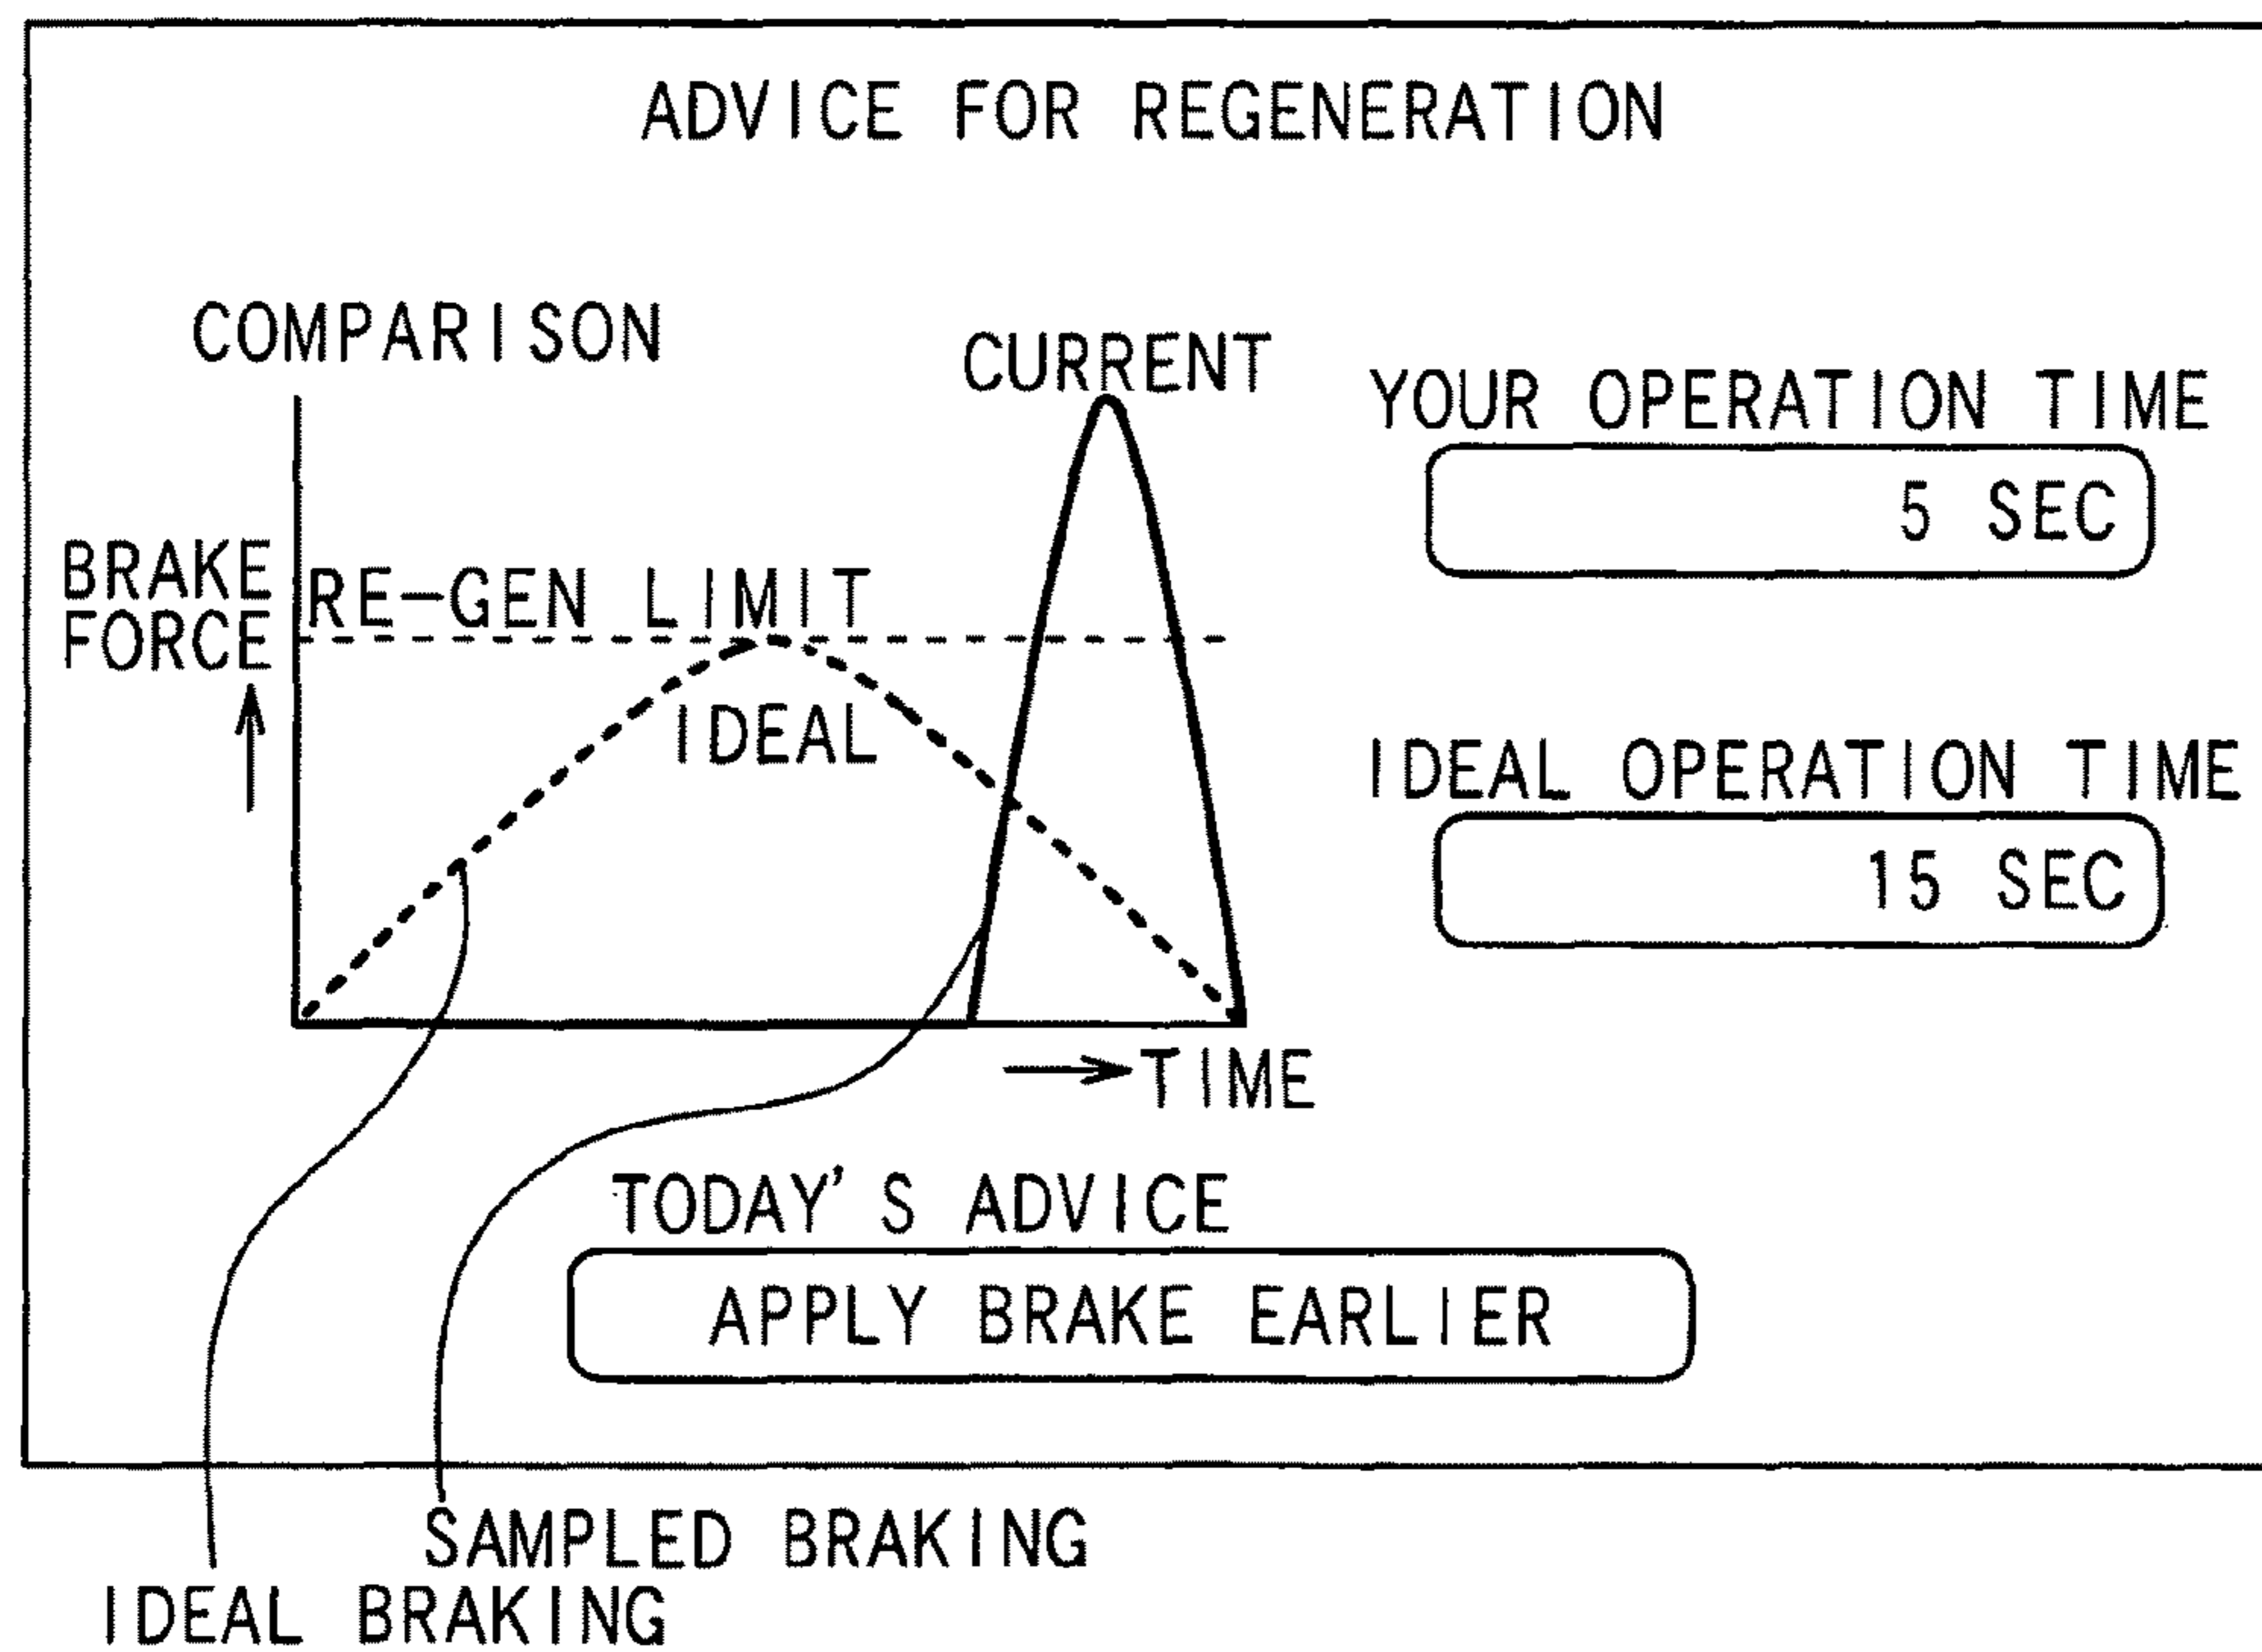 ADVICE FOR REGENERATION
COMPARISON
CURRENT
YOUR OPERATION TIME
5 SEC
BRAKE
FORCE
RE-GEN LIMIT
IDEAL
IDEAL OPERATION TIME
15 SEC
TIME
TODAY'S ADVICE
APPLY BRAKE EARLIER
SAMPLED BRAKING
IDEAL BRAKING